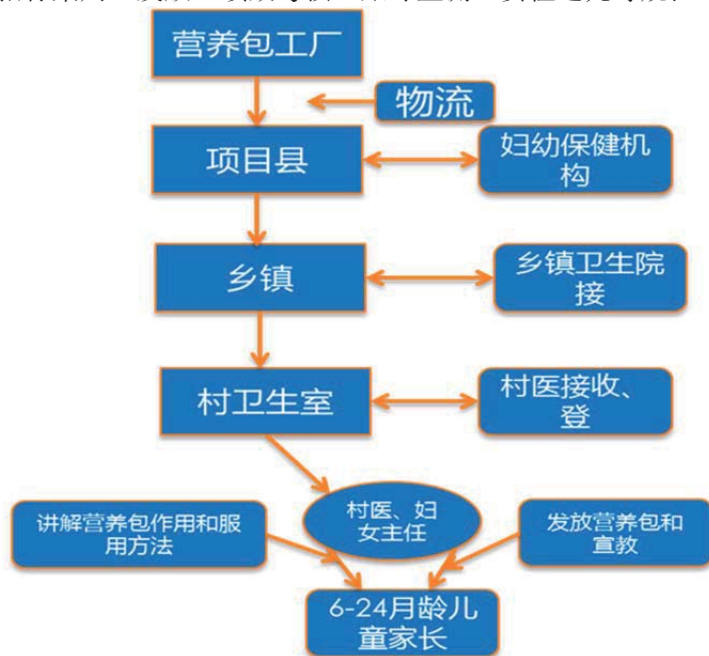 营养包工厂
物流
项目县
妇幼保健机
构
乡镇
乡镇卫生院
接
村卫生室
村医接收、
登
村医、妇
女主任
讲解营养包作用和服
用方法
发放营养包和
宣教
6-24月龄儿
童家长